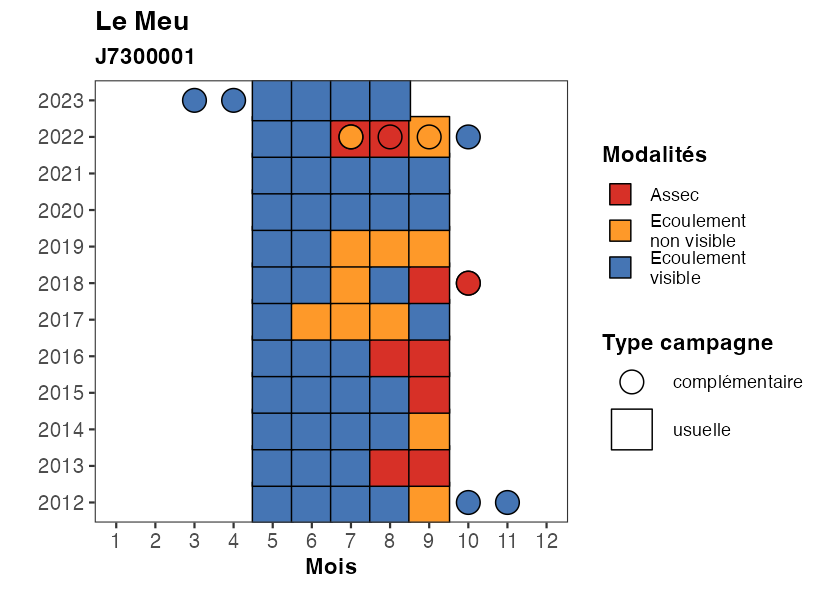 Le Meu
J7300001
2023
2022
2021
2020
2019
2018
2017
2016
2015
2014
2013
2012
1 2 3 4 5 6 7 8 9 10 11 12
Mois
Modalités
Assec
Ecoulement
non visible
Ecoulement
visible
Type campagne
complémentaire
usuelle